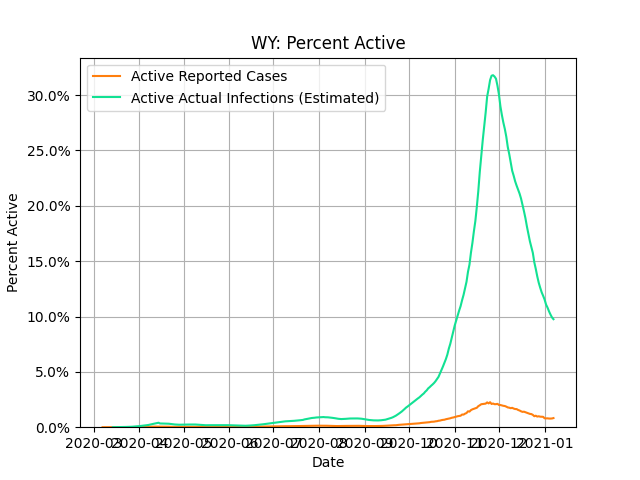 WY: Percent Active
Active Reported Cases
Active Actual Infections (Estimated)
30.0%
25.0%
20.0%
15.0%
10.0%
5.0%
0.0%
Percent Active
2020-03 2020-04 2020-05 2020-06 2020-07 2020-08 2020-09 2020-10 2020-11 2020-12 2021-01
Date